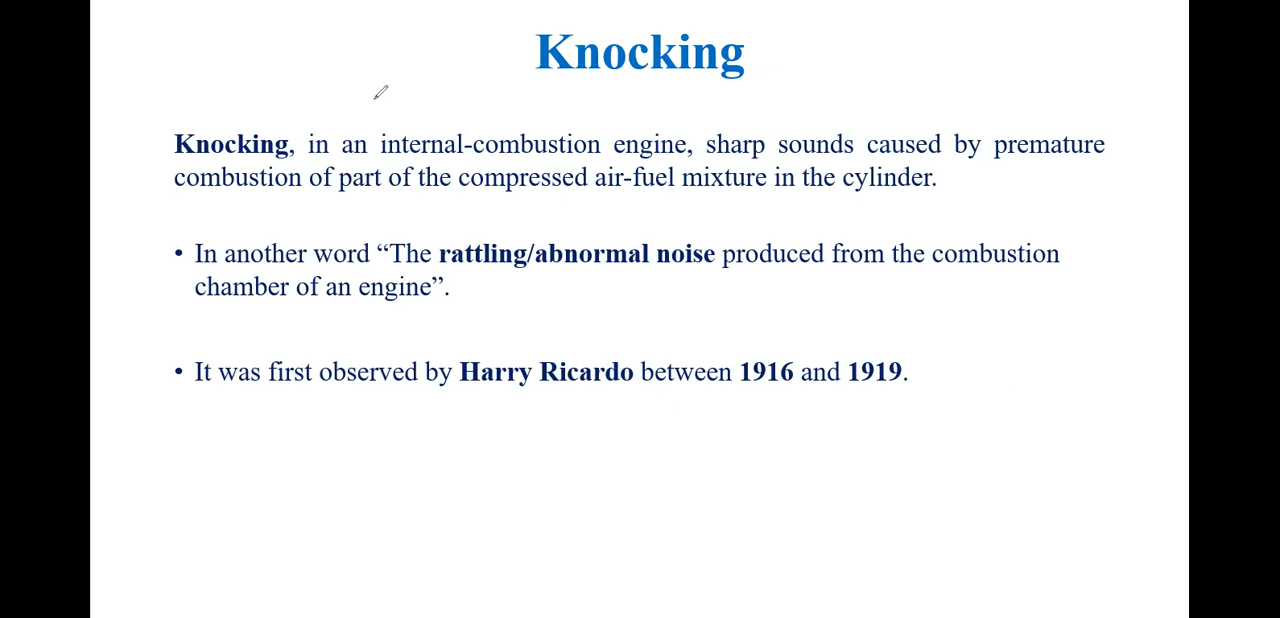 Knocking
Knocking, in an internal-combustion engine, sharp sounds caused by premature
combustion of part of the compressed air-fuel mixture in the cylinder.
• In another word “The rattling/abnormal noise produced from the combustion
chamber of an engine”.
• It was first observed by Harry Ricardo between 1916 and 1919.